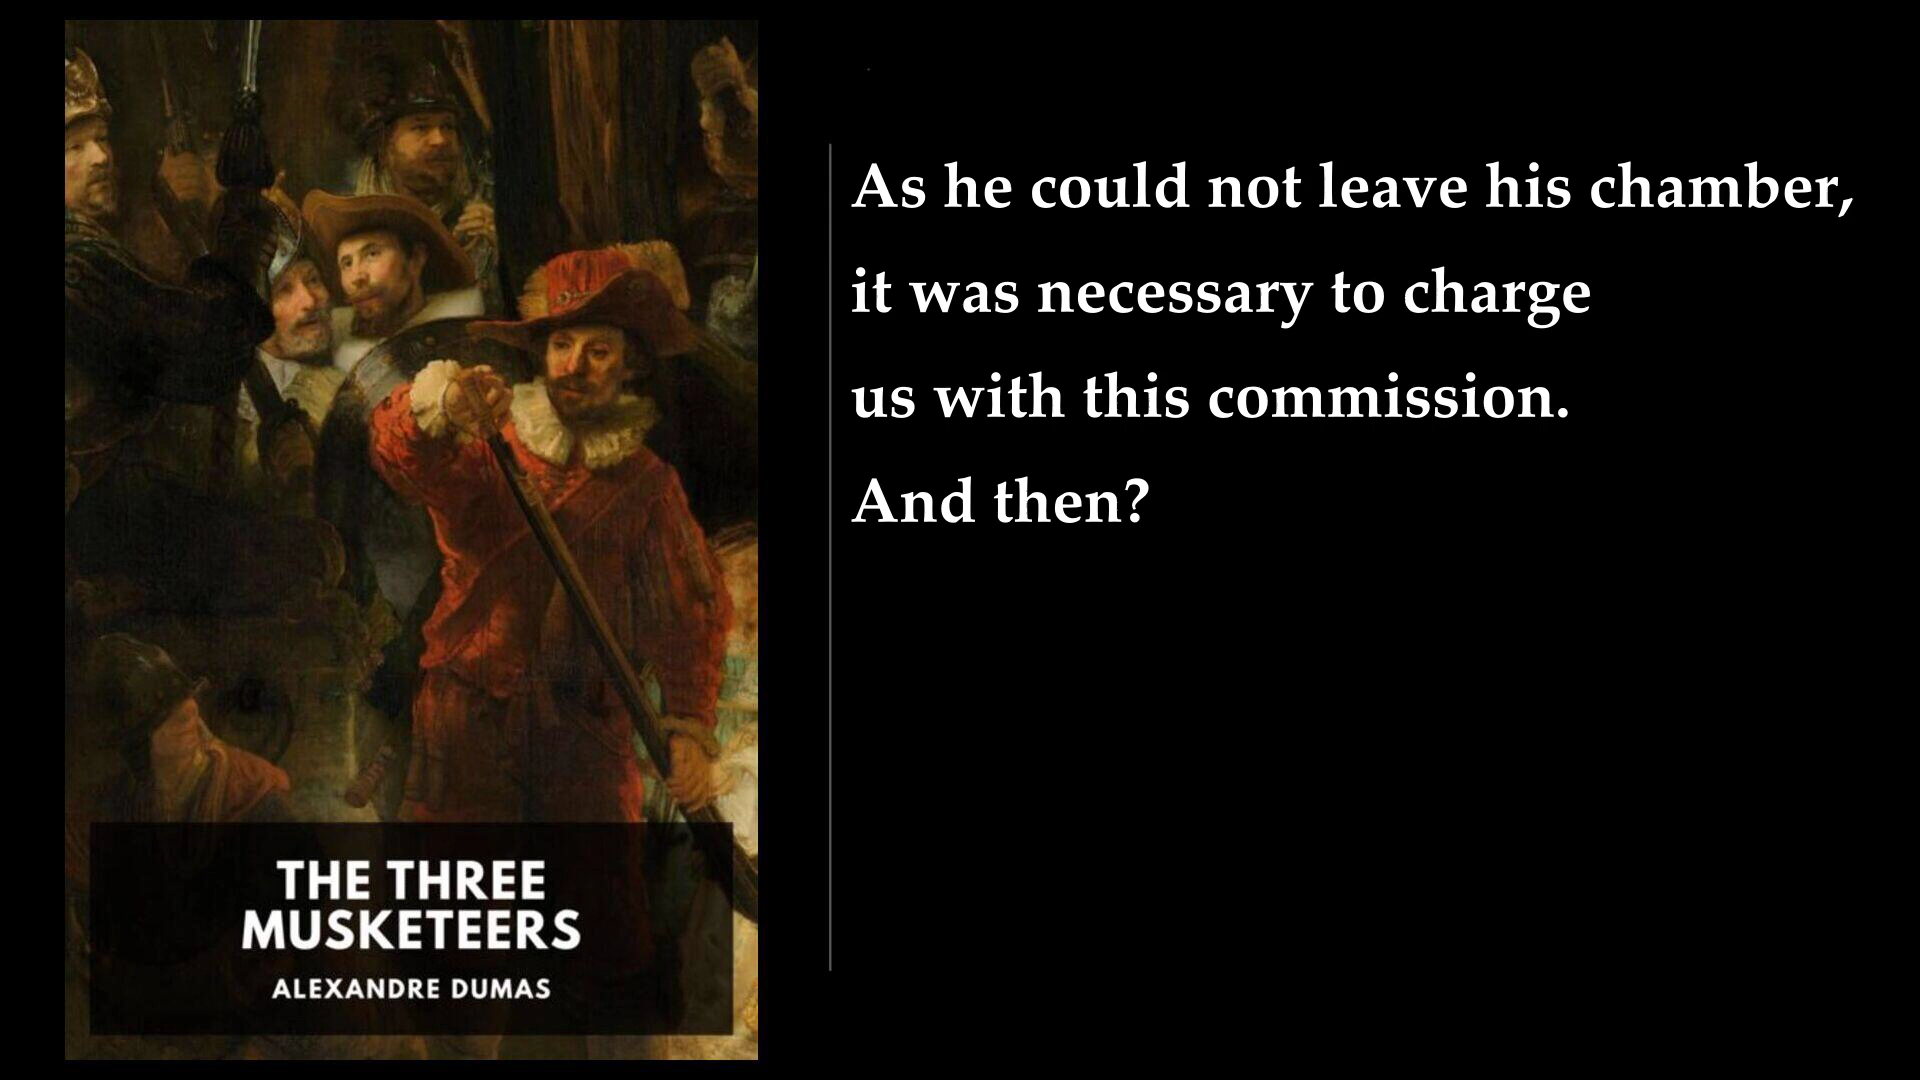 THE THREE
MUSKETEERS
ALEXANDRE DUMAS
As he could not leave his chamber,
it was necessary to charge
us with this commission.
And then?